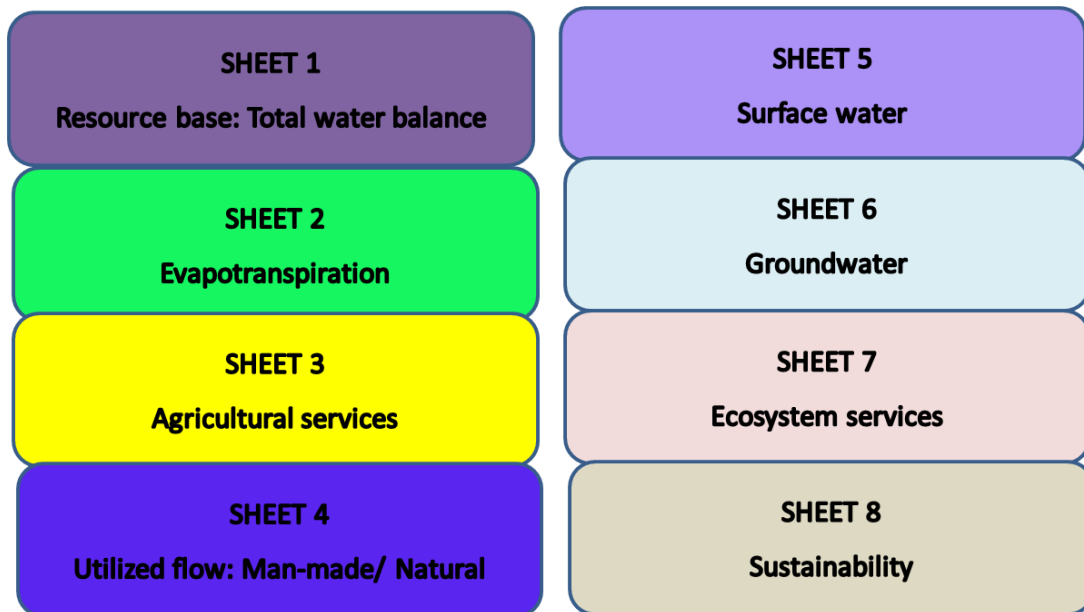 SHEET 1
Resource base: Total water balance
SHEET 2
Evapotranspiration
SHEET 3
Agricultural services
SHEET 4
Utilized flow: Man-made/ Natural
SHEET 5
Surface water
SHEET 6
Groundwater
SHEET 7
Ecosystem services
SHEET 8
Sustainability